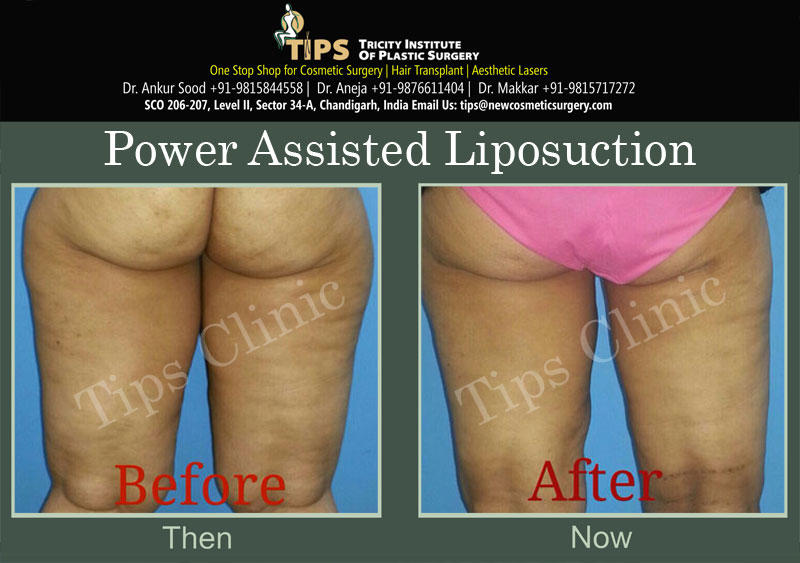 TIPS TRICITY INSTITUTE
OF PLASTIC SURGERY
One Stop Shop for Cosmetic Surgery | Hair Transplant | Aesthetic Lasers
Dr. Ankur Sood +91-9815844558 | Dr. Aneja +91-9876611404 | Dr. Makkar +91-9815717272
SCO 206-207, Level II, Sector 34-A, Chandigarh, India Email Us: tips@newcosmeticsurgery.com
Power Assisted Liposuction
Tips Clinic
Tips Clinic
Before
After
Then
Now